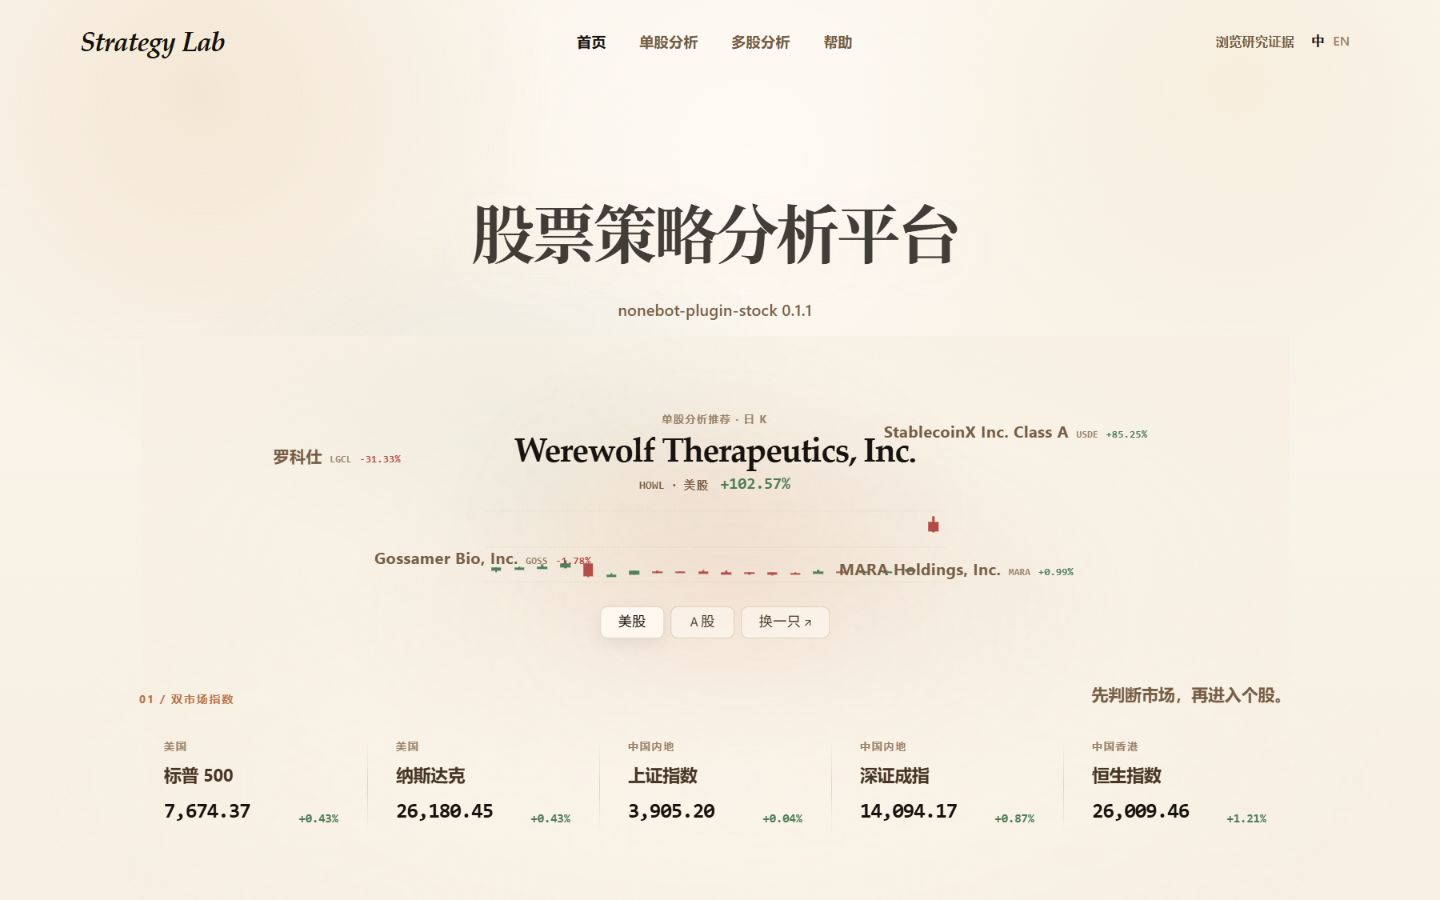 Strategy Lab
首页 单股分析 多股分析 帮助
浏览研究证据 中 EN
股票策略分析平台
nonebot-plugin-stock 0.1.1
单股分析推荐 · 日 K
Werewolf Therapeutics, Inc.
HOWL · 美股 +102.57%
StablecoinX Inc. Class A USDE +85.25%
罗科仕 LGCL -31.33%
Gossamer Bio, Inc. GOSS -1.78%
MARA Holdings, Inc. MARA +0.99%
美股 A 股 换一只 ↗
01 / 双市场指数
先判断市场，再进入个股。
美国
标普 500
7,674.37 +0.43%
美国
纳斯达克
26,180.45 +0.43%
中国内地
上证指数
3,905.20 +0.04%
中国内地
深证成指
14,094.17 +0.87%
中国香港
恒生指数
26,009.46 +1.21%